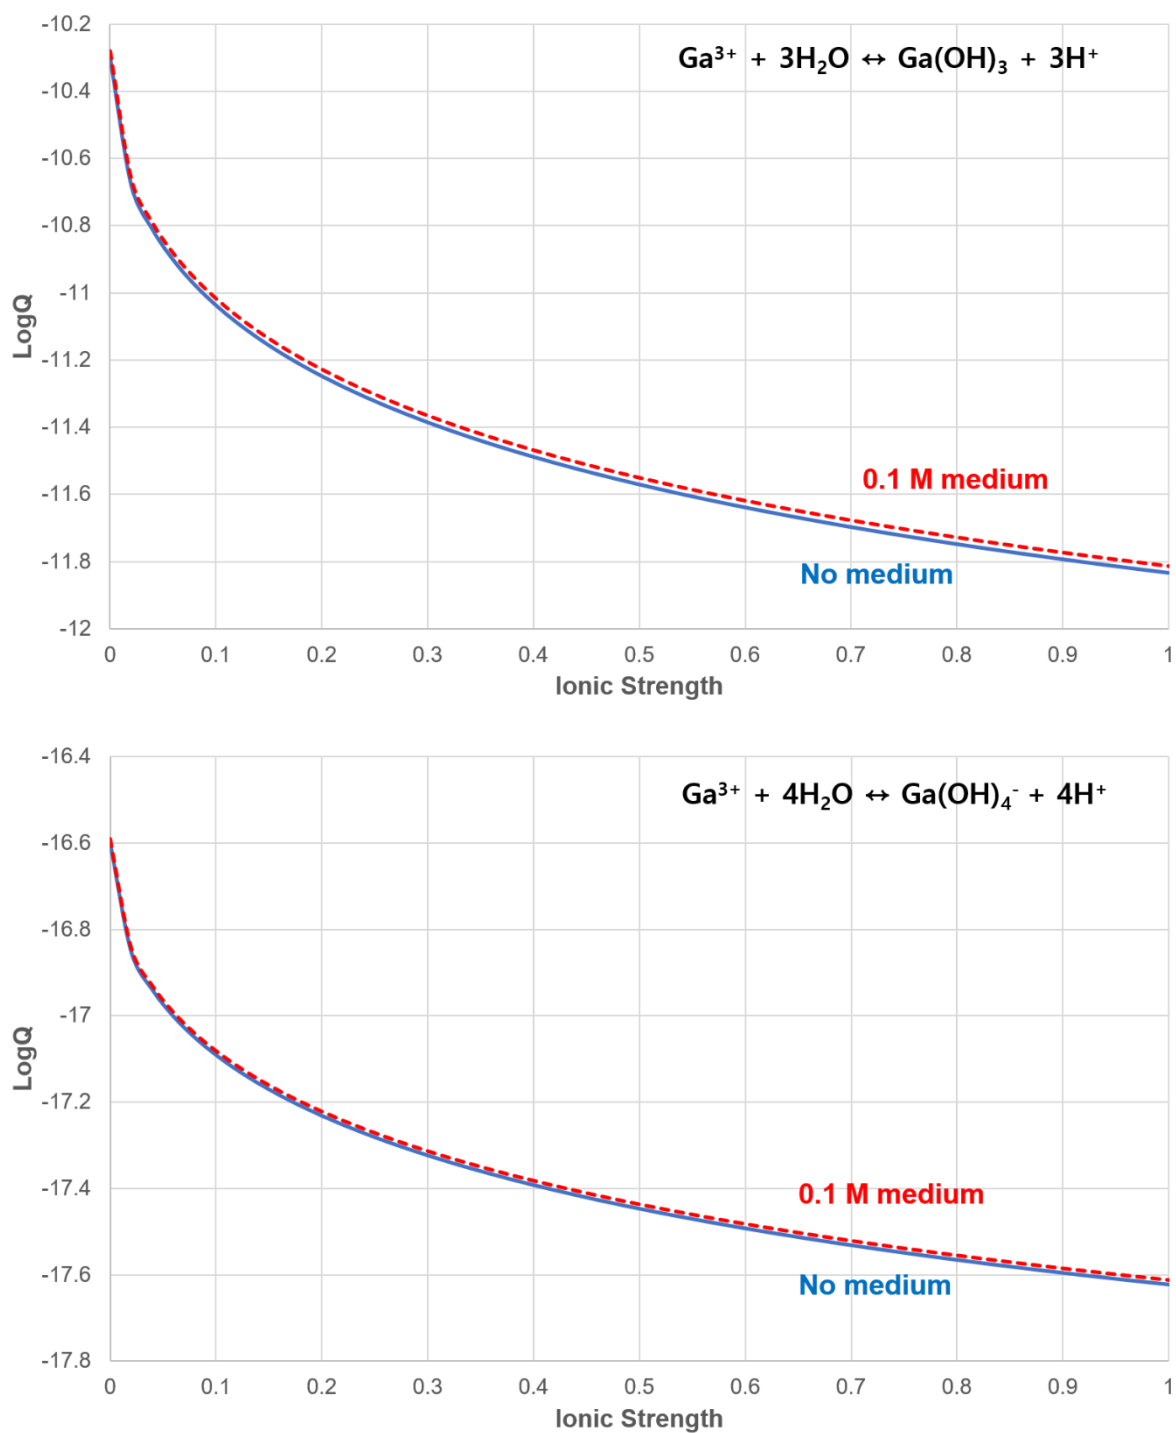 -10.2
Ga³⁺ + 3H₂O ↔ Ga(OH)₃ + 3H⁺
-10.4
-10.6
-10.8
-11
LogQ
-11.2
-11.4
0.1 M medium
-11.6
No medium
-11.8
-12
0 0.1 0.2 0.3 0.4 0.5 0.6 0.7 0.8 0.9 1
Ionic Strength
-16.4
Ga³⁺ + 4H₂O ↔ Ga(OH)₄⁻ + 4H⁺
-16.6
-16.8
-17
LogQ
-17.2
-17.4
0.1 M medium
No medium
-17.6
-17.8
0 0.1 0.2 0.3 0.4 0.5 0.6 0.7 0.8 0.9 1
Ionic Strength